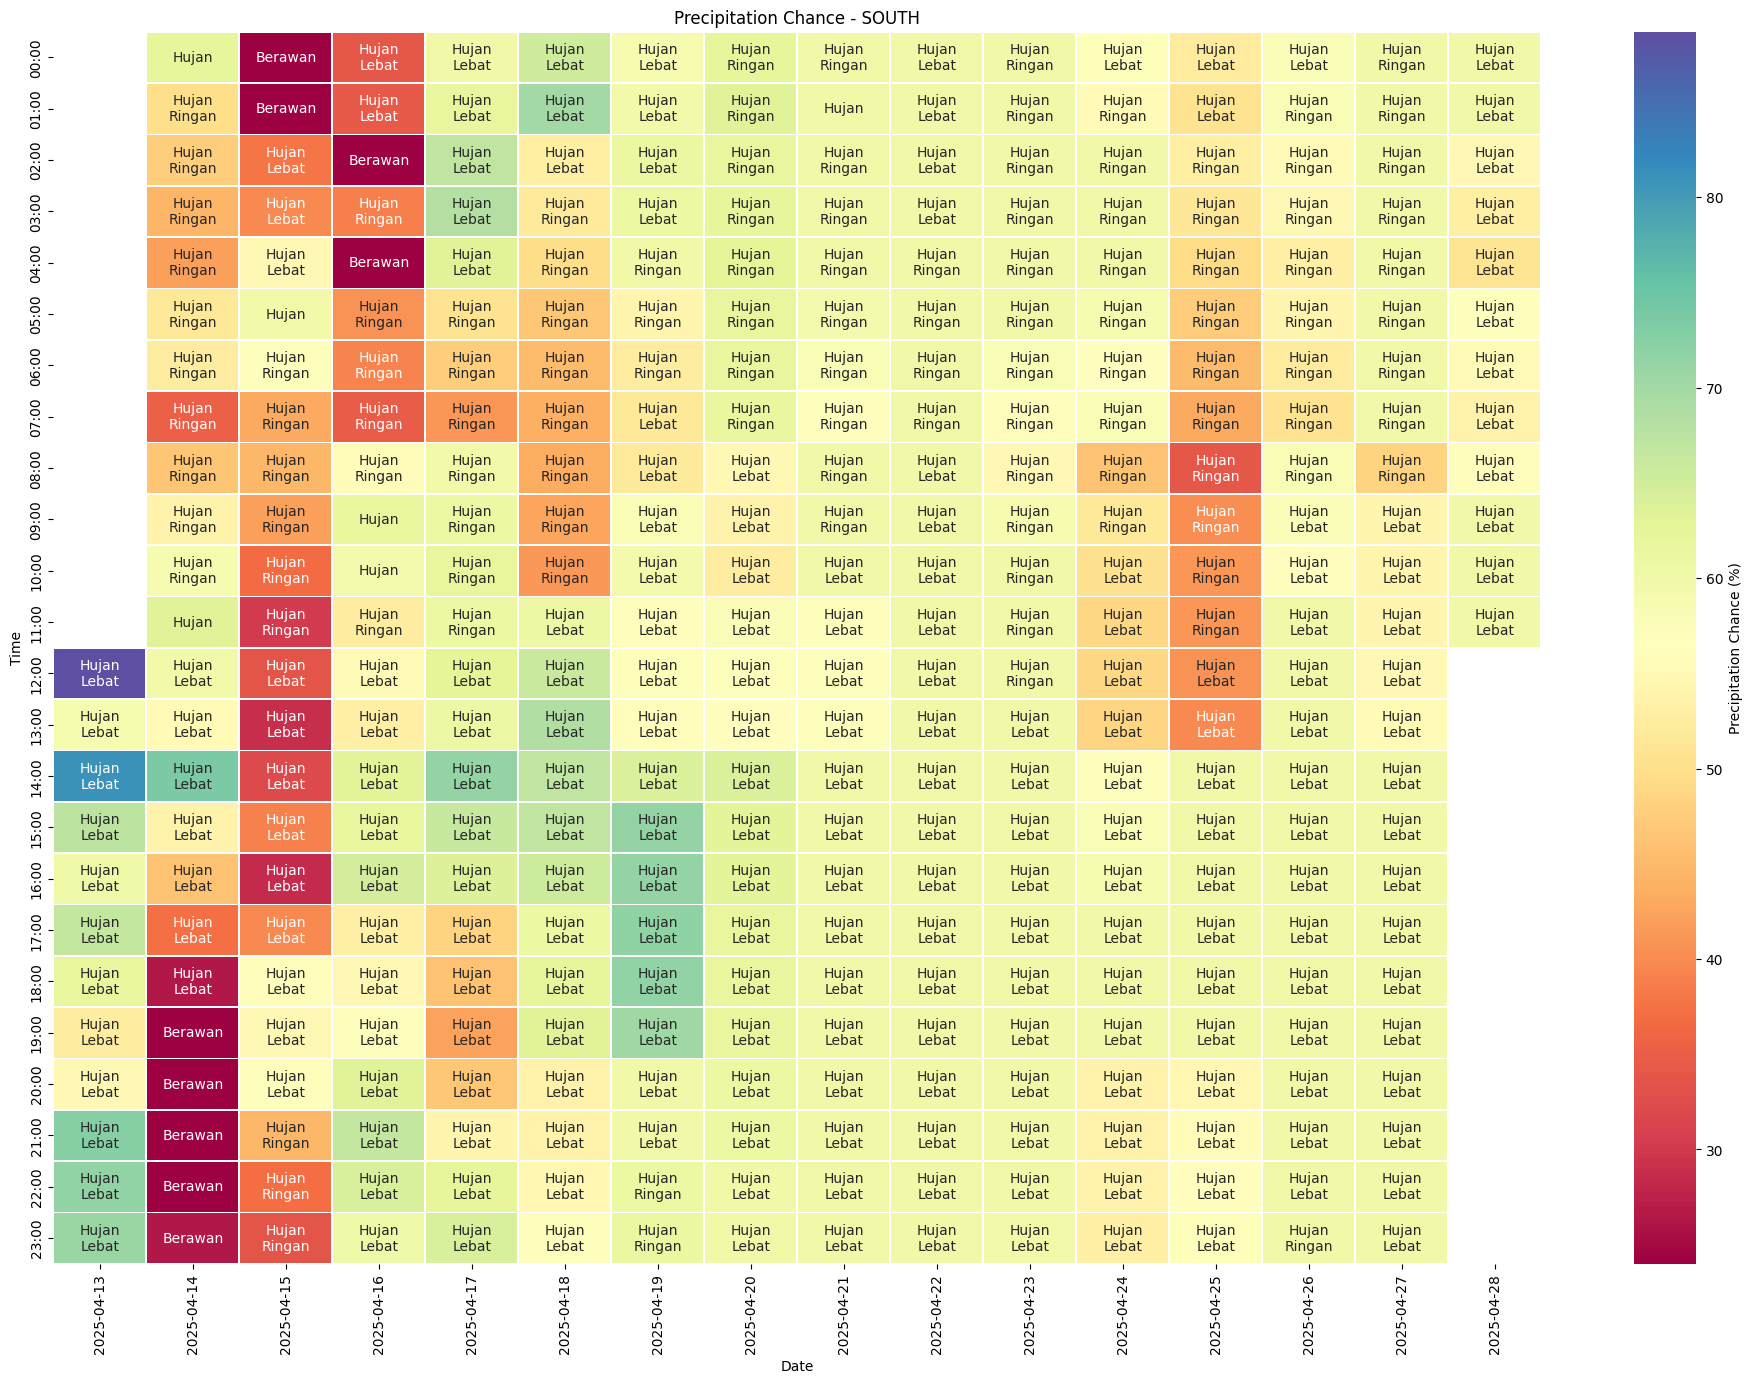 Precipitation Chance - SOUTH
00:00 Hujan Berawan Hujan Lebat Hujan Lebat Hujan Lebat Hujan Lebat Hujan Ringan Hujan Ringan Hujan Lebat Hujan Ringan Hujan Lebat Hujan Lebat Hujan Lebat Hujan Ringan Hujan Lebat
01:00 Hujan Ringan Berawan Hujan Lebat Hujan Lebat Hujan Lebat Hujan Lebat Hujan Ringan Hujan Hujan Lebat Hujan Ringan Hujan Ringan Hujan Lebat Hujan Ringan Hujan Ringan Hujan Lebat
02:00 Hujan Ringan Hujan Lebat Berawan Hujan Lebat Hujan Lebat Hujan Lebat Hujan Ringan Hujan Ringan Hujan Lebat Hujan Ringan Hujan Ringan Hujan Ringan Hujan Ringan Hujan Ringan Hujan Lebat
03:00 Hujan Ringan Hujan Lebat Hujan Ringan Hujan Lebat Hujan Ringan Hujan Lebat Hujan Ringan Hujan Ringan Hujan Lebat Hujan Ringan Hujan Ringan Hujan Ringan Hujan Ringan Hujan Ringan Hujan Lebat
04:00 Hujan Ringan Hujan Lebat Berawan Hujan Lebat Hujan Ringan Hujan Ringan Hujan Ringan Hujan Ringan Hujan Ringan Hujan Ringan Hujan Ringan Hujan Ringan Hujan Ringan Hujan Ringan Hujan Lebat
05:00 Hujan Ringan Hujan Hujan Ringan Hujan Ringan Hujan Ringan Hujan Ringan Hujan Ringan Hujan Ringan Hujan Ringan Hujan Ringan Hujan Ringan Hujan Ringan Hujan Ringan Hujan Ringan Hujan Lebat
06:00 Hujan Ringan Hujan Ringan Hujan Ringan Hujan Ringan Hujan Ringan Hujan Ringan Hujan Ringan Hujan Ringan Hujan Ringan Hujan Ringan Hujan Ringan Hujan Ringan Hujan Ringan Hujan Ringan Hujan Lebat
07:00 Hujan Ringan Hujan Ringan Hujan Ringan Hujan Ringan Hujan Ringan Hujan Lebat Hujan Ringan Hujan Ringan Hujan Ringan Hujan Ringan Hujan Ringan Hujan Ringan Hujan Ringan Hujan Ringan Hujan Lebat
08:00 Hujan Ringan Hujan Ringan Hujan Ringan Hujan Ringan Hujan Ringan Hujan Lebat Hujan Lebat Hujan Ringan Hujan Lebat Hujan Ringan Hujan Ringan Hujan Ringan Hujan Ringan Hujan Ringan Hujan Lebat
09:00 Hujan Ringan Hujan Ringan Hujan Hujan Ringan Hujan Ringan Hujan Lebat Hujan Lebat Hujan Ringan Hujan Lebat Hujan Ringan Hujan Ringan Hujan Ringan Hujan Lebat Hujan Lebat Hujan Lebat
10:00 Hujan Ringan Hujan Ringan Hujan Hujan Ringan Hujan Ringan Hujan Lebat Hujan Lebat Hujan Lebat Hujan Lebat Hujan Ringan Hujan Lebat Hujan Ringan Hujan Lebat Hujan Lebat Hujan Lebat
11:00 Hujan Hujan Ringan Hujan Ringan Hujan Ringan Hujan Lebat Hujan Lebat Hujan Lebat Hujan Lebat Hujan Lebat Hujan Ringan Hujan Lebat Hujan Ringan Hujan Lebat Hujan Lebat Hujan Lebat
12:00 Hujan Lebat Hujan Lebat Hujan Lebat Hujan Lebat Hujan Lebat Hujan Lebat Hujan Lebat Hujan Lebat Hujan Lebat Hujan Lebat Hujan Ringan Hujan Lebat Hujan Lebat Hujan Lebat Hujan Lebat
13:00 Hujan Lebat Hujan Lebat Hujan Lebat Hujan Lebat Hujan Lebat Hujan Lebat Hujan Lebat Hujan Lebat Hujan Lebat Hujan Lebat Hujan Lebat Hujan Lebat Hujan Lebat Hujan Lebat Hujan Lebat
14:00 Hujan Lebat Hujan Lebat Hujan Lebat Hujan Lebat Hujan Lebat Hujan Lebat Hujan Lebat Hujan Lebat Hujan Lebat Hujan Lebat Hujan Lebat Hujan Lebat Hujan Lebat Hujan Lebat Hujan Lebat
15:00 Hujan Lebat Hujan Lebat Hujan Lebat Hujan Lebat Hujan Lebat Hujan Lebat Hujan Lebat Hujan Lebat Hujan Lebat Hujan Lebat Hujan Lebat Hujan Lebat Hujan Lebat Hujan Lebat Hujan Lebat
16:00 Hujan Lebat Hujan Lebat Hujan Lebat Hujan Lebat Hujan Lebat Hujan Lebat Hujan Lebat Hujan Lebat Hujan Lebat Hujan Lebat Hujan Lebat Hujan Lebat Hujan Lebat Hujan Lebat Hujan Lebat
17:00 Hujan Lebat Hujan Lebat Hujan Lebat Hujan Lebat Hujan Lebat Hujan Lebat Hujan Lebat Hujan Lebat Hujan Lebat Hujan Lebat Hujan Lebat Hujan Lebat Hujan Lebat Hujan Lebat Hujan Lebat
18:00 Hujan Lebat Hujan Lebat Hujan Lebat Hujan Lebat Hujan Lebat Hujan Lebat Hujan Lebat Hujan Lebat Hujan Lebat Hujan Lebat Hujan Lebat Hujan Lebat Hujan Lebat Hujan Lebat Hujan Lebat
19:00 Hujan Lebat Berawan Hujan Lebat Hujan Lebat Hujan Lebat Hujan Lebat Hujan Lebat Hujan Lebat Hujan Lebat Hujan Lebat Hujan Lebat Hujan Lebat Hujan Lebat Hujan Lebat Hujan Lebat
20:00 Hujan Lebat Berawan Hujan Lebat Hujan Lebat Hujan Lebat Hujan Lebat Hujan Lebat Hujan Lebat Hujan Lebat Hujan Lebat Hujan Lebat Hujan Lebat Hujan Lebat Hujan Lebat Hujan Lebat
21:00 Hujan Lebat Berawan Hujan Ringan Hujan Lebat Hujan Lebat Hujan Lebat Hujan Lebat Hujan Lebat Hujan Lebat Hujan Lebat Hujan Lebat Hujan Lebat Hujan Lebat Hujan Lebat Hujan Lebat
22:00 Hujan Lebat Berawan Hujan Ringan Hujan Lebat Hujan Lebat Hujan Lebat Hujan Ringan Hujan Lebat Hujan Lebat Hujan Lebat Hujan Lebat Hujan Lebat Hujan Lebat Hujan Lebat Hujan Lebat
23:00 Hujan Lebat Berawan Hujan Ringan Hujan Lebat Hujan Lebat Hujan Lebat Hujan Ringan Hujan Lebat Hujan Lebat Hujan Lebat Hujan Lebat Hujan Lebat Hujan Lebat Hujan Ringan Hujan Lebat
Time
2025-04-13 2025-04-14 2025-04-15 2025-04-16 2025-04-17 2025-04-18 2025-04-19 2025-04-20 2025-04-21 2025-04-22 2025-04-23 2025-04-24 2025-04-25 2025-04-26 2025-04-27 2025-04-28
Date
80
70
60
50
40
30
Precipitation Chance (%)